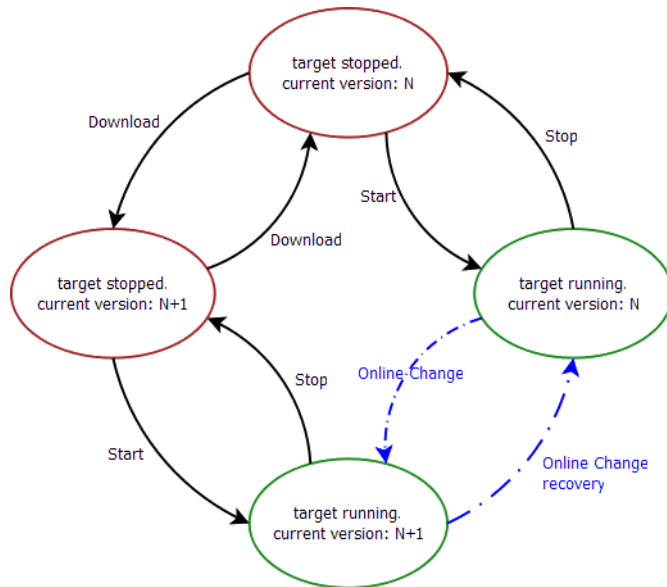 target stopped.
current version: N
Download
Stop
Start
Download
target stopped.
current version: N+1
target running.
current version: N
Online Change
Stop
Start
Online Change
recovery
target running.
current version: N+1